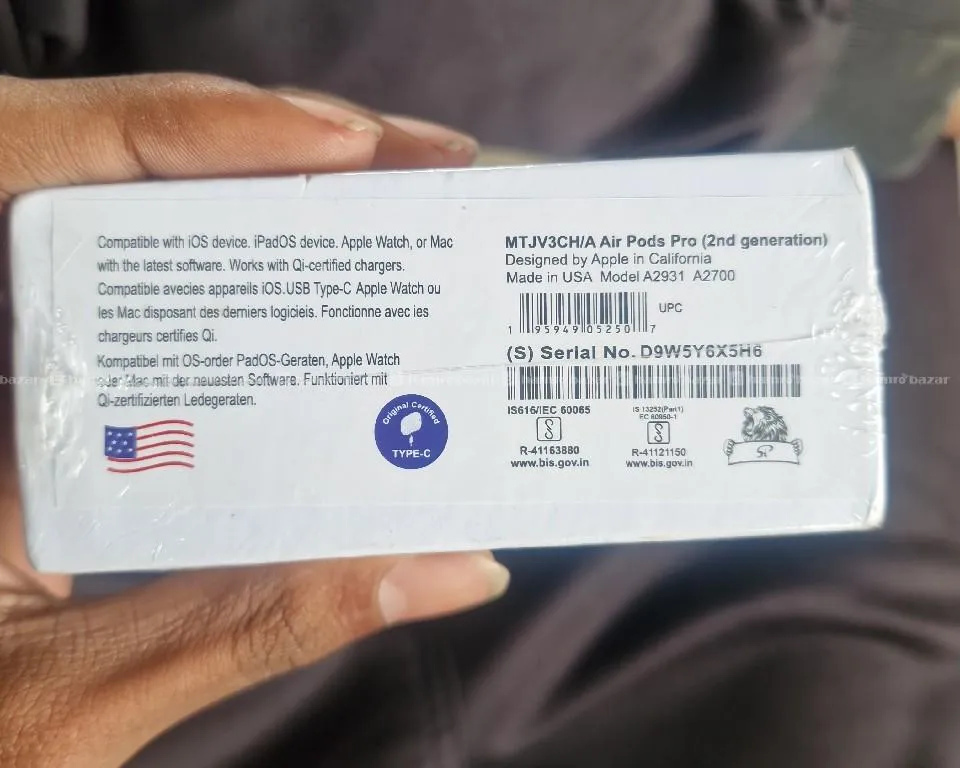 Compatible with iOS device. iPadOS device. Apple Watch, or Mac
with the latest software. Works with Qi-certified chargers.
Compatible avecies appareils iOS.USB Type-C Apple Watch ou
les Mac disposant des derniers logicieis. Fonctionne avec ies
chargeurs certifies Qi.
Kompatibel mit OS-order PadOS-Geraten, Apple Watch
oder Mac mit der neuesten Software. Funktioniert mit
Qi-zertifizierten Ledegeraten.
Original Certified
TYPE-C
MTJV3CH/A Air Pods Pro (2nd generation)
Designed by Apple in California
Made in USA Model A2931 A2700
UPC
1 95949 05250 7
(S) Serial No. D9W5Y6X5H6
IS616/IEC 60065
R-41163880
www.bis.gov.in
IS 13252(Part1)
EC 60950-1
R-41121150
www.bis.gov.in